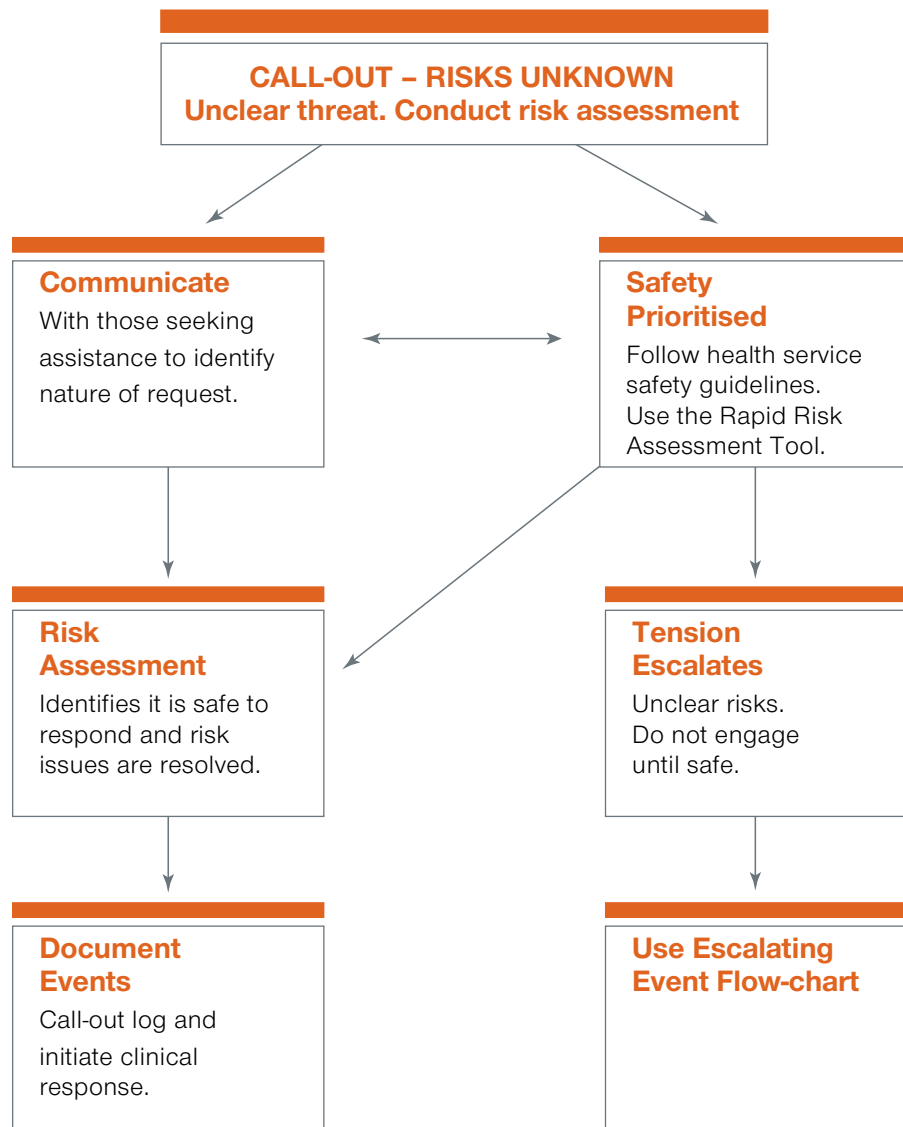 CALL-OUT – RISKS UNKNOWN
Unclear threat. Conduct risk assessment
Communicate
With those seeking
assistance to identify
nature of request.
Safety
Prioritised
Follow health service
safety guidelines.
Use the Rapid Risk
Assessment Tool.
Risk
Assessment
Identifies it is safe to
respond and risk
issues are resolved.
Tension
Escalates
Unclear risks.
Do not engage
until safe.
Document
Events
Call-out log and
initiate clinical
response.
Use Escalating
Event Flow-chart